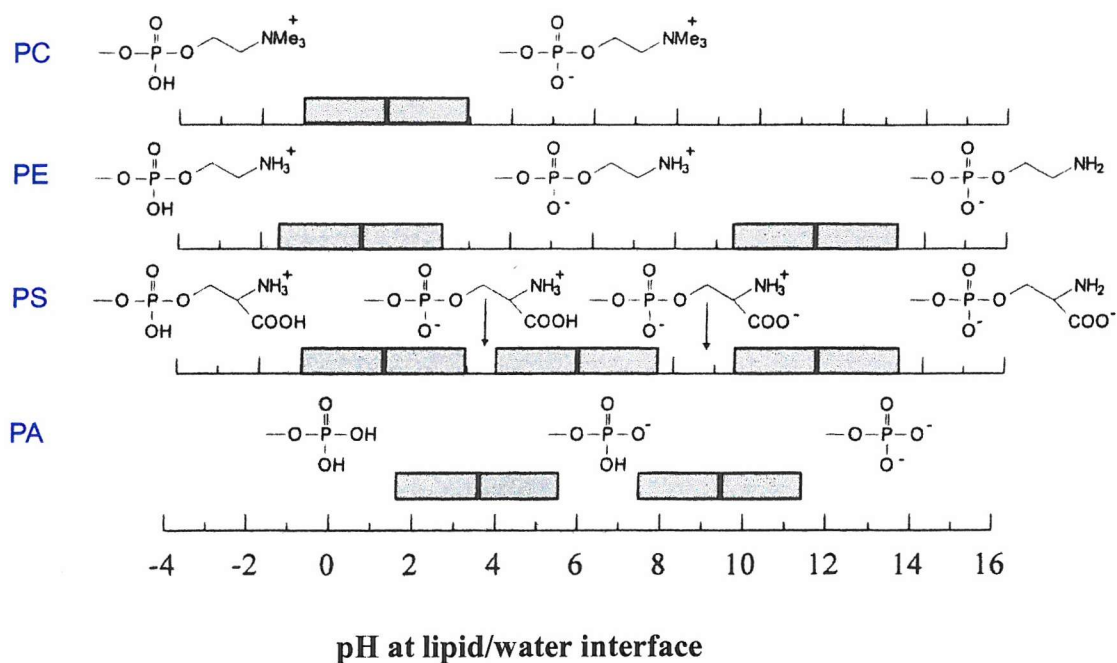 O + O +
NMe3 NMe3
PC —O—P—O —O—P—O
OH O-
O + O + O
NH3 NH3 NH2
PE —O—P—O —O—P—O —O—P—O
OH O- O-
O O O O
NH3+ NH3+ NH3+ NH2
PS —O—P—O —O—P—O —O—P—O —O—P—O
OH COOH O- COOH O- COO- O- COO-
O O O
PA —O—P—OH —O—P—O- —O—P—O-
OH OH O-
-4 -2 0 2 4 6 8 10 12 14 16
pH at lipid/water interface